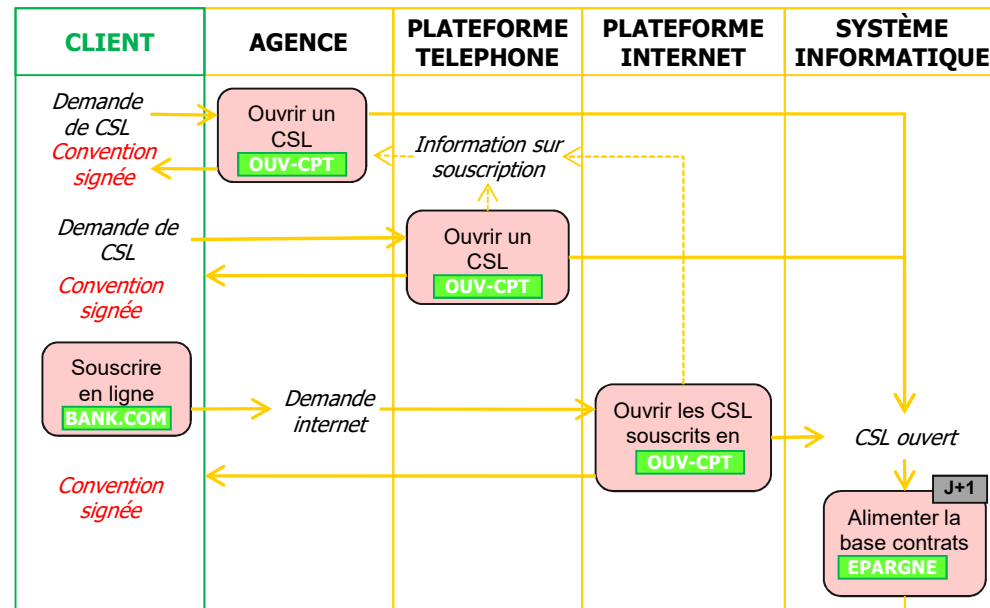 CLIENT
AGENCE
PLATEFORME
TELEPHONE
PLATEFORME
INTERNET
SYSTÈME
INFORMATIQUE
Demande
de CSL
Convention
signée
Ouvrir un
CSL
OUV-CPT
Information sur
souscription
Demande de
CSL
Convention
signée
Ouvrir un
CSL
OUV-CPT
Souscrire
en ligne
BANK.COM
Demande
internet
Ouvrir les CSL
souscrits en
OUV-CPT
CSL ouvert
Convention
signée
J+1
Alimenter la
base contrats
EPARGNE